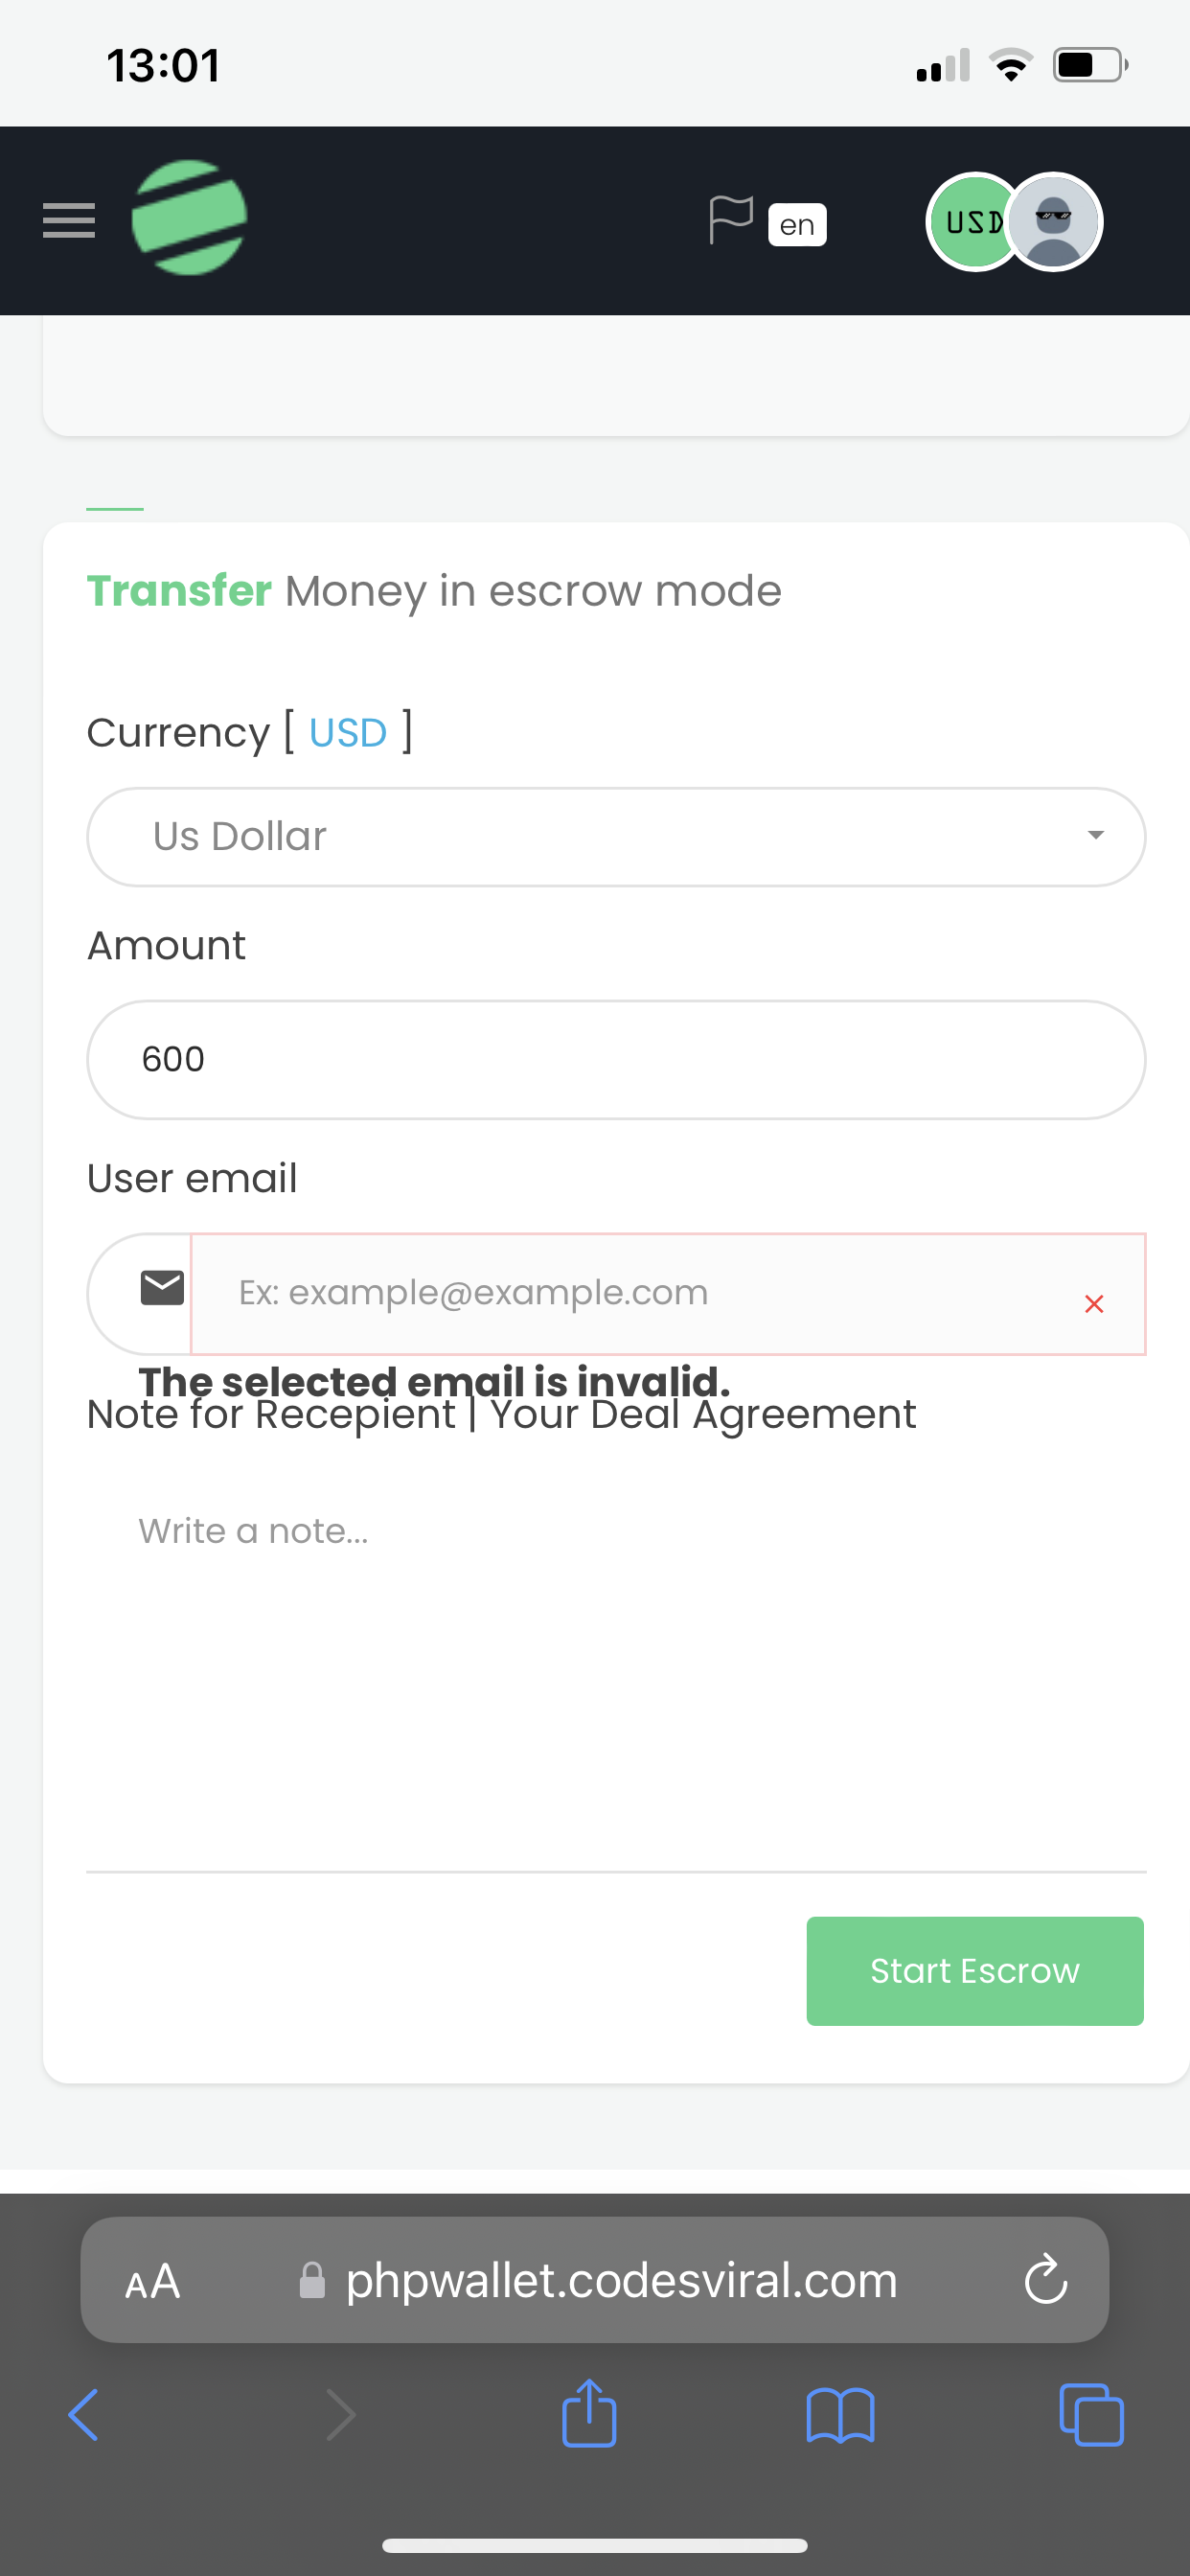 13:01
en
USD
Transfer Money in escrow mode
Currency [ USD ]
Us Dollar
Amount
600
User email
Ex: example@example.com
The selected email is invalid.
Note for Recepient | Your Deal Agreement
Write a note...
Start Escrow
AA phpwallet.codesviral.com